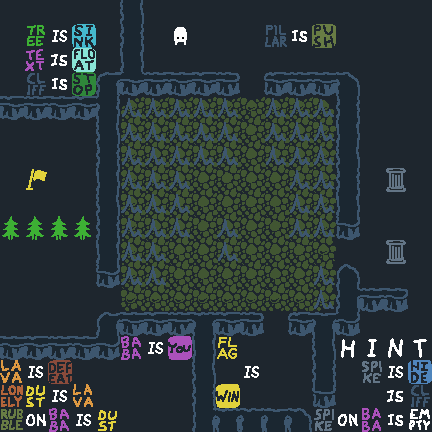 TREE IS SINK
TEXT IS FLOAT
CLIFF IS STOP
PILLAR IS PUSH
BABA IS YOU
FLAG
IS
WIN
HINT
LAVA IS DEFEAT
LONELY DUST IS LAVA
RUBBLE ON BABA IS DUST
SPIKE IS HIDE
IS CLIFF
SPIKE ON BABA IS EMPTY